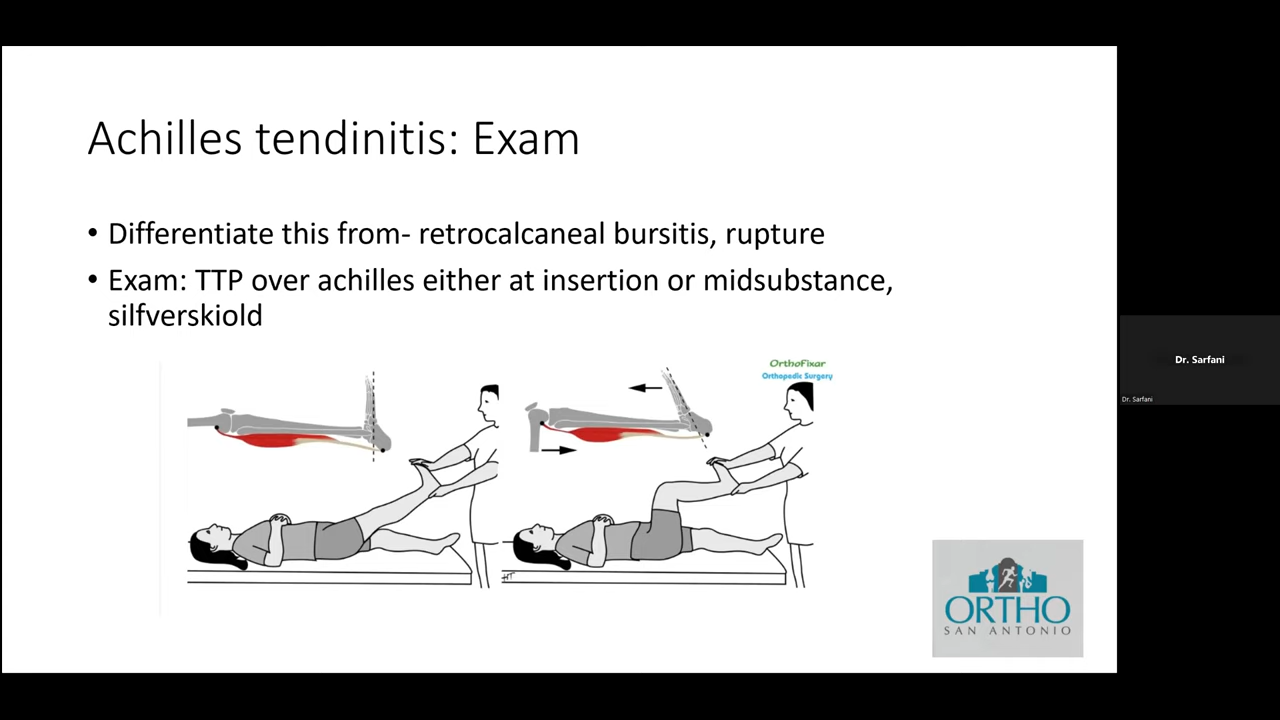 Achilles tendinitis: Exam
• Differentiate this from- retrocalcaneal bursitis, rupture
• Exam: TTP over achilles either at insertion or midsubstance,
silfverskiold
OrthoFixar
Orthopedic Surgery
HT
ORTHO
SAN ANTONIO
Dr. Sarfani
Dr. Sarfani